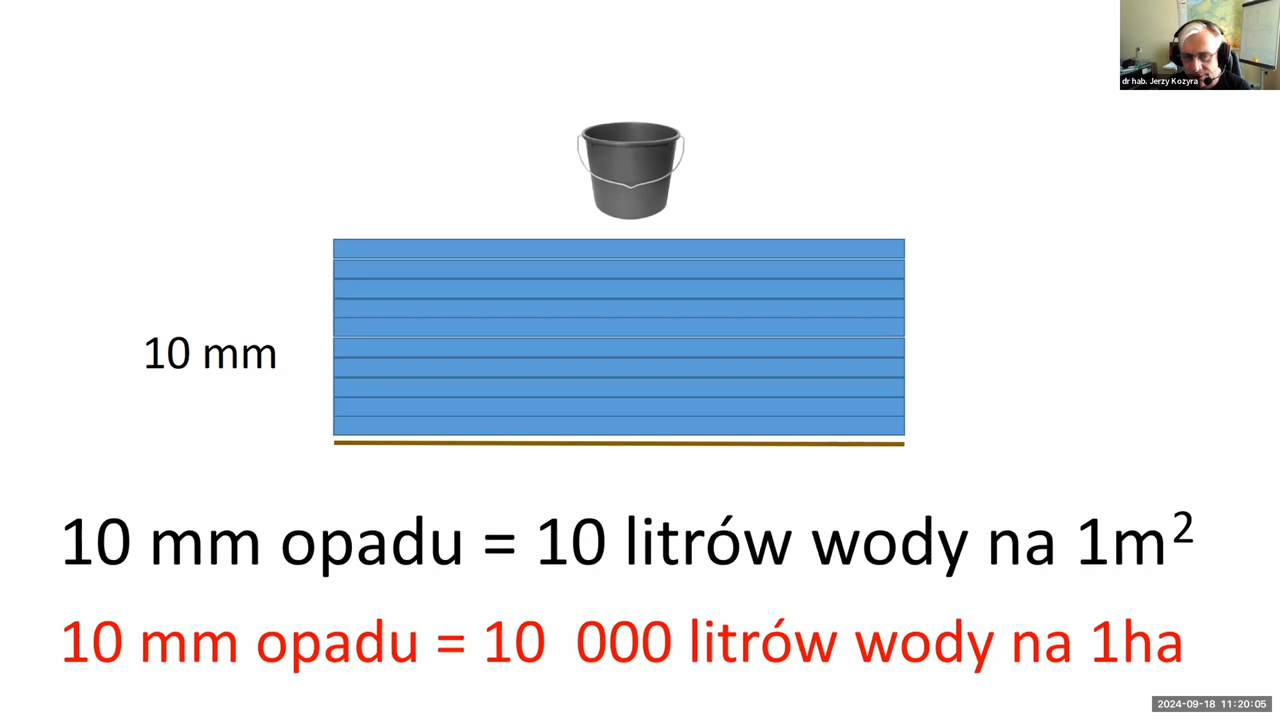 dr hab. Jerzy Kozyra
10 mm
10 mm opadu = 10 litrów wody na 1m²
10 mm opadu = 10  000 litrów wody na 1ha
2024-09-18 11:20:05